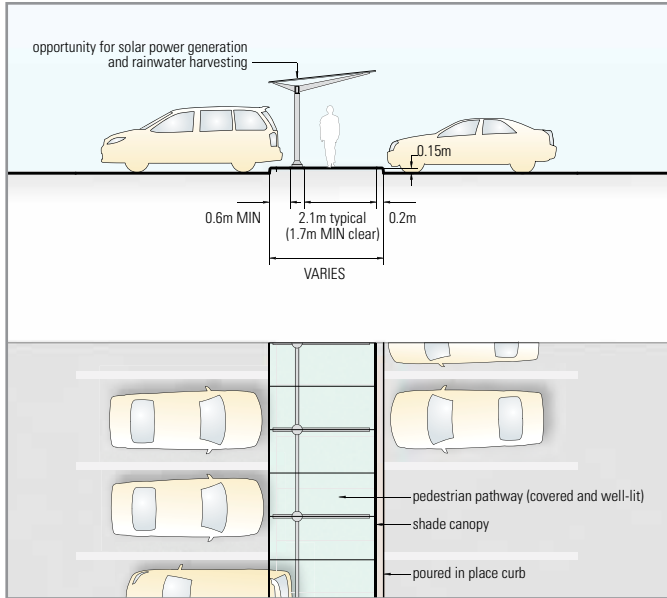 opportunity for solar power generation
and rainwater harvesting
0.15m
0.6m MIN
2.1m typical
(1.7m MIN clear)
0.2m
VARIES
pedestrian pathway (covered and well-lit)
shade canopy
poured in place curb